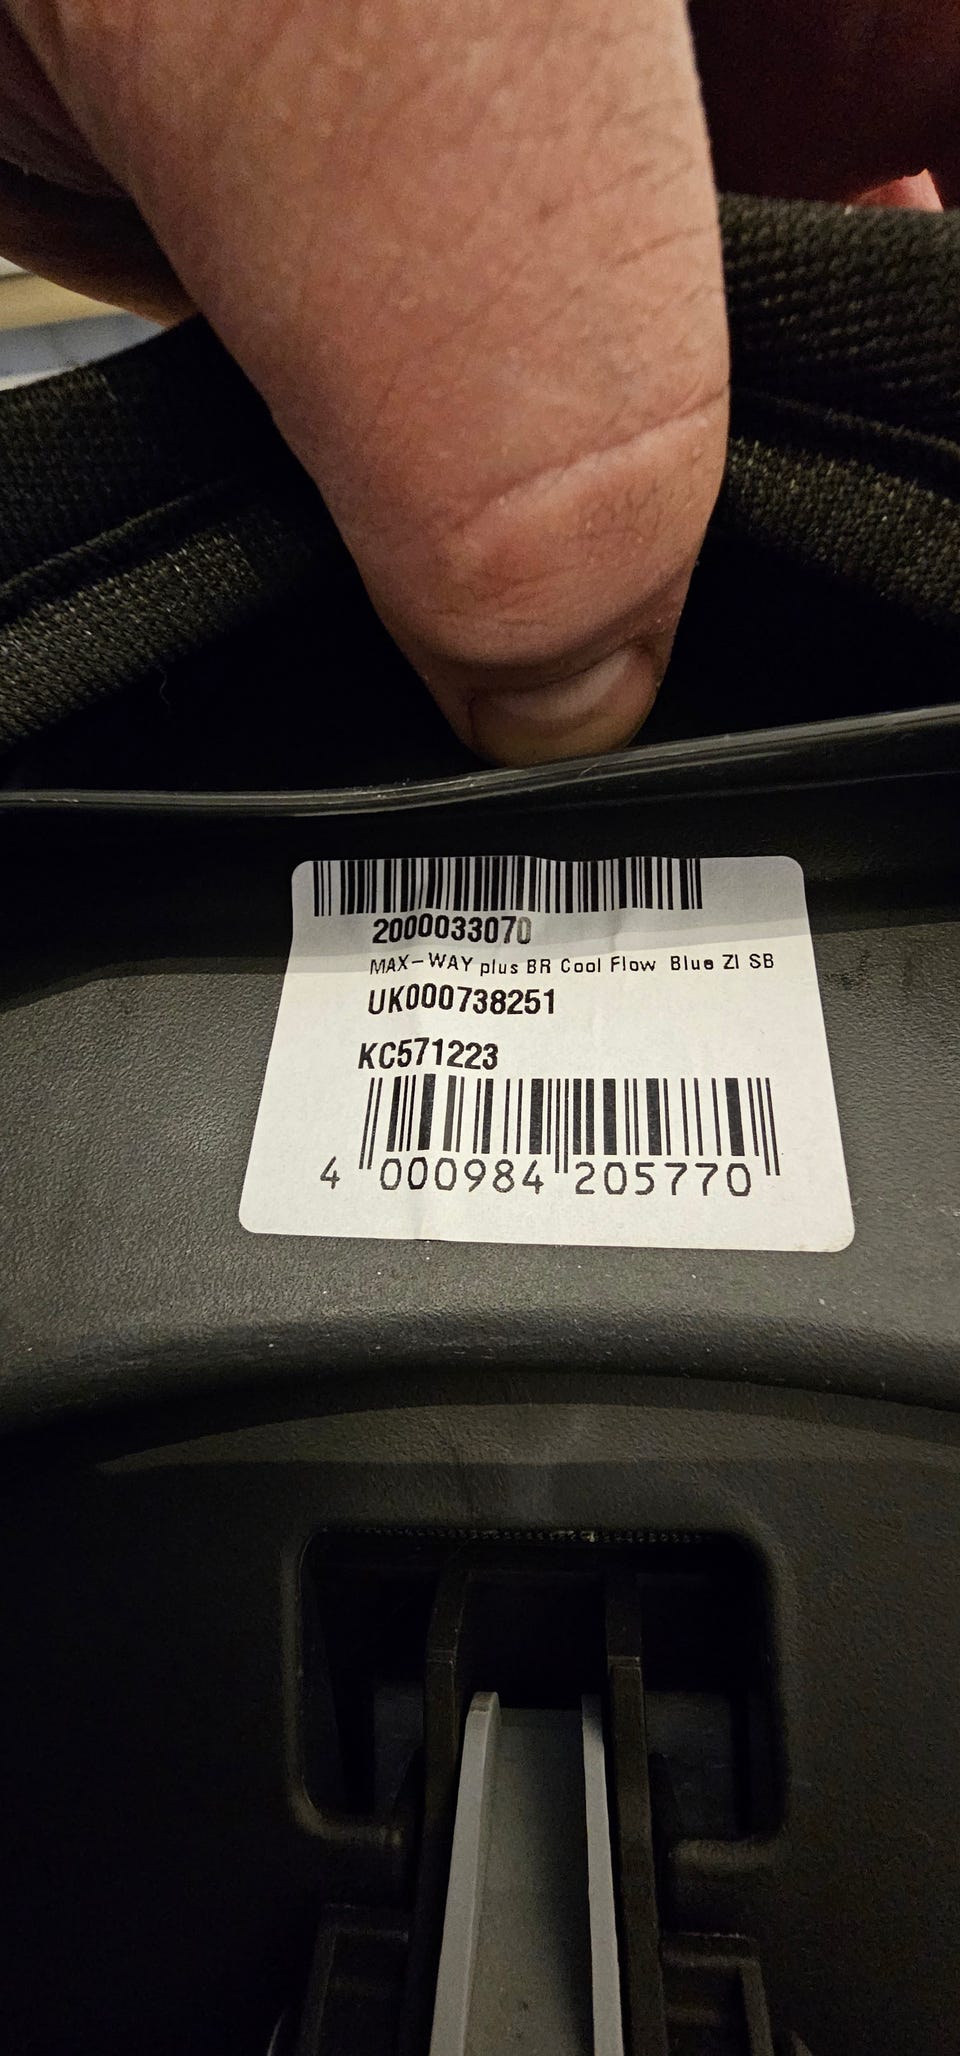 2000033070
MAX-WAY plus BR Cool Flow Blue ZI SB
UK000738251
KC571223
4 000984 205770